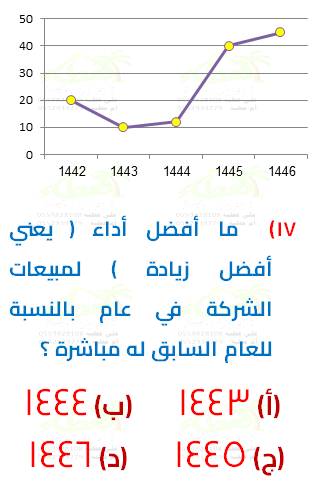 50
40
30
20
10
0
1442 1443 1444 1445 1446
١٧) ما أفضل أداء ( يعني
أفضل زيادة ) لمبيعات
الشركة في عام بالنسبة
للعام السابق له مباشرة ؟
(أ) ١٤٤٣ (ب) ١٤٤٤
(ج) ١٤٤٥ (د) ١٤٤٦